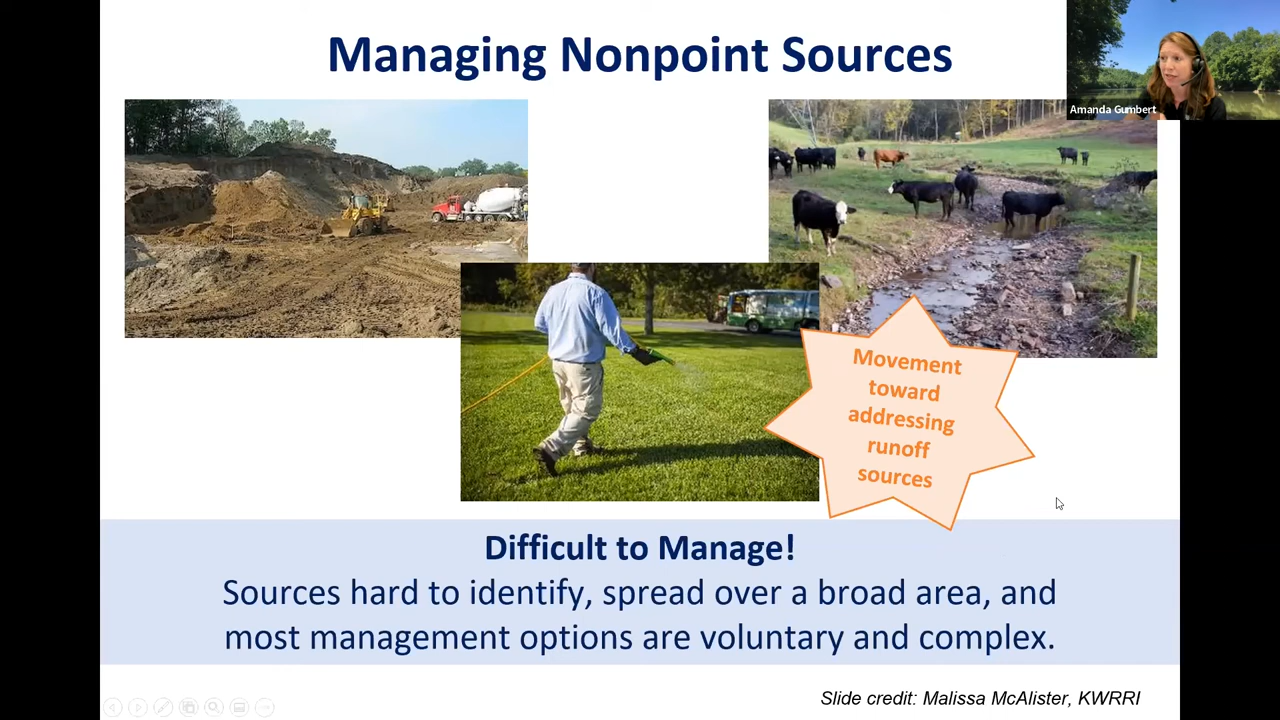 Managing Nonpoint Sources
Amanda Gumbert
Movement
toward
addressing
runoff
sources
Difficult to Manage!
Sources hard to identify, spread over a broad area, and
most management options are voluntary and complex.
Slide credit: Malissa McAlister, KWRRI